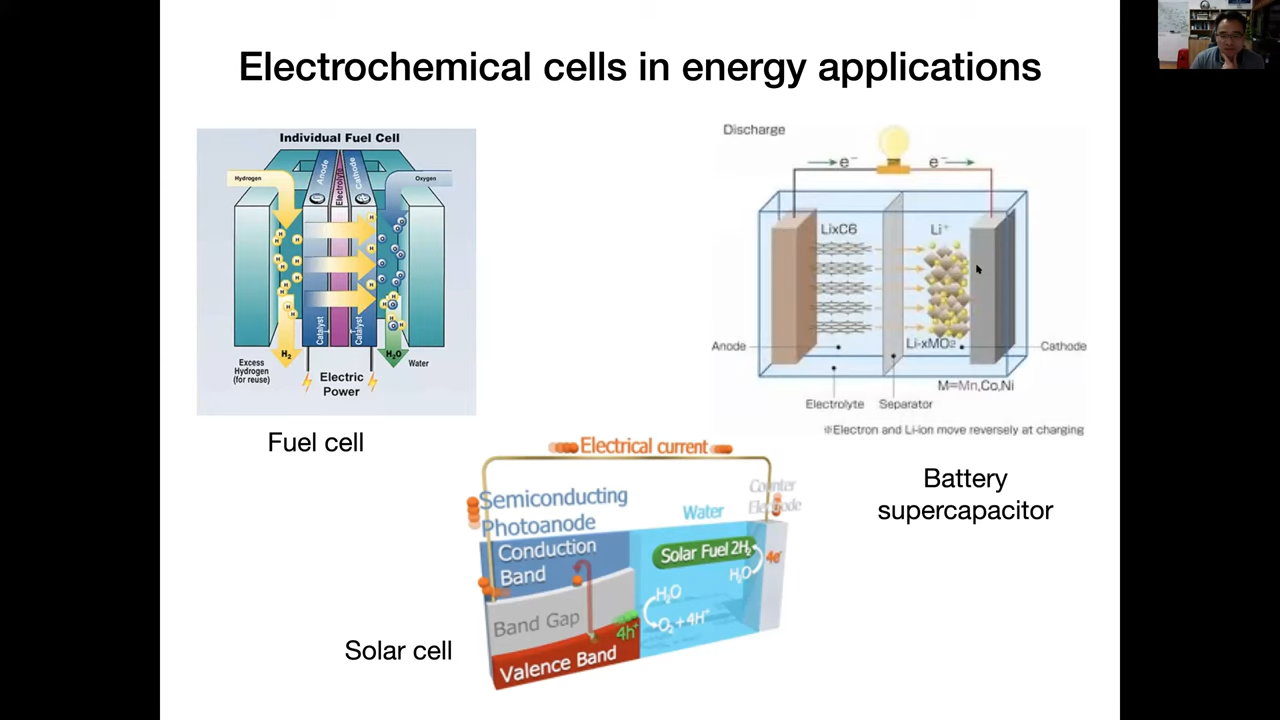 Electrochemical cells in energy applications
Individual Fuel Cell
Hydrogen
Anode
Electrolyte
Cathode
Oxygen
H
O
Catalyst
Catalyst
H₂
H₂O
Excess
Hydrogen
(for reuse)
Electric
Power
Water
Fuel cell
Discharge
e⁻
e⁻
LixC6
Li⁺
Li-xMO2
Anode
Cathode
M=Mn,Co,Ni
Electrolyte
Separator
※Electron and Li-ion move reversely at charging
Battery
supercapacitor
Electrical current
Semiconducting
Photoanode
Conduction
Band
Band Gap
Valence Band
4h⁺
Water
Counter
Electrode
Solar Fuel 2H₂
4e⁻
H₂O
H₂O
O₂ + 4H⁺
Solar cell